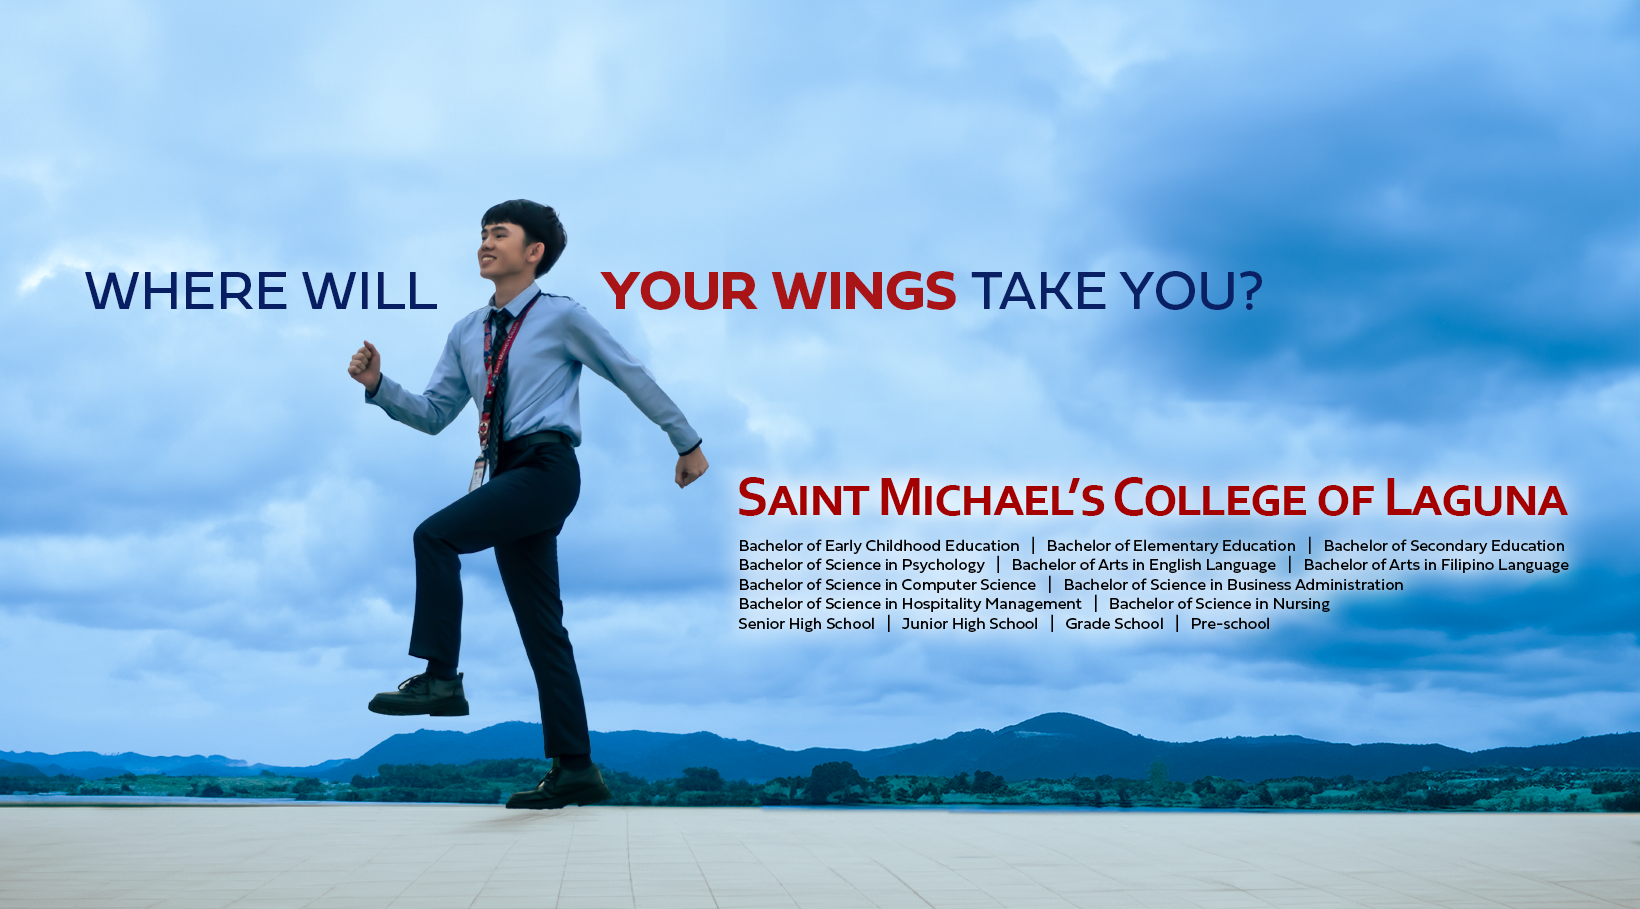 WHERE WILL YOUR WINGS TAKE YOU?
SAINT MICHAEL'S COLLEGE OF LAGUNA
Bachelor of Early Childhood Education | Bachelor of Elementary Education | Bachelor of Secondary Education
Bachelor of Science in Psychology | Bachelor of Arts in English Language | Bachelor of Arts in Filipino Language
Bachelor of Science in Computer Science | Bachelor of Science in Business Administration
Bachelor of Science in Hospitality Management | Bachelor of Science in Nursing
Senior High School | Junior High School | Grade School | Pre-school